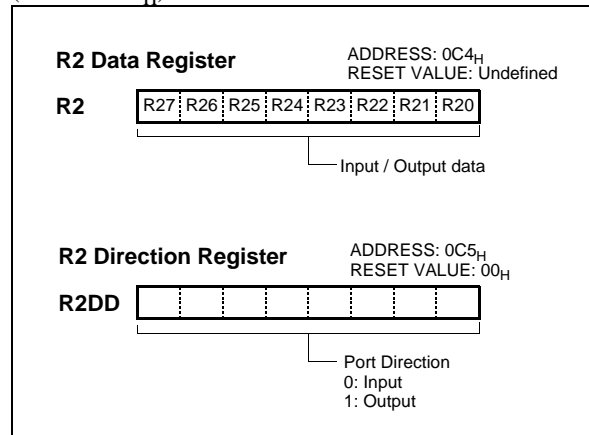 R2 Data Register
ADDRESS: 0C4H
RESET VALUE: Undefined
R2
R27 R26 R25 R24 R23 R22 R21 R20
Input / Output data
R2 Direction Register
ADDRESS: 0C5H
RESET VALUE: 00H
R2DD
Port Direction
0: Input
1: Output